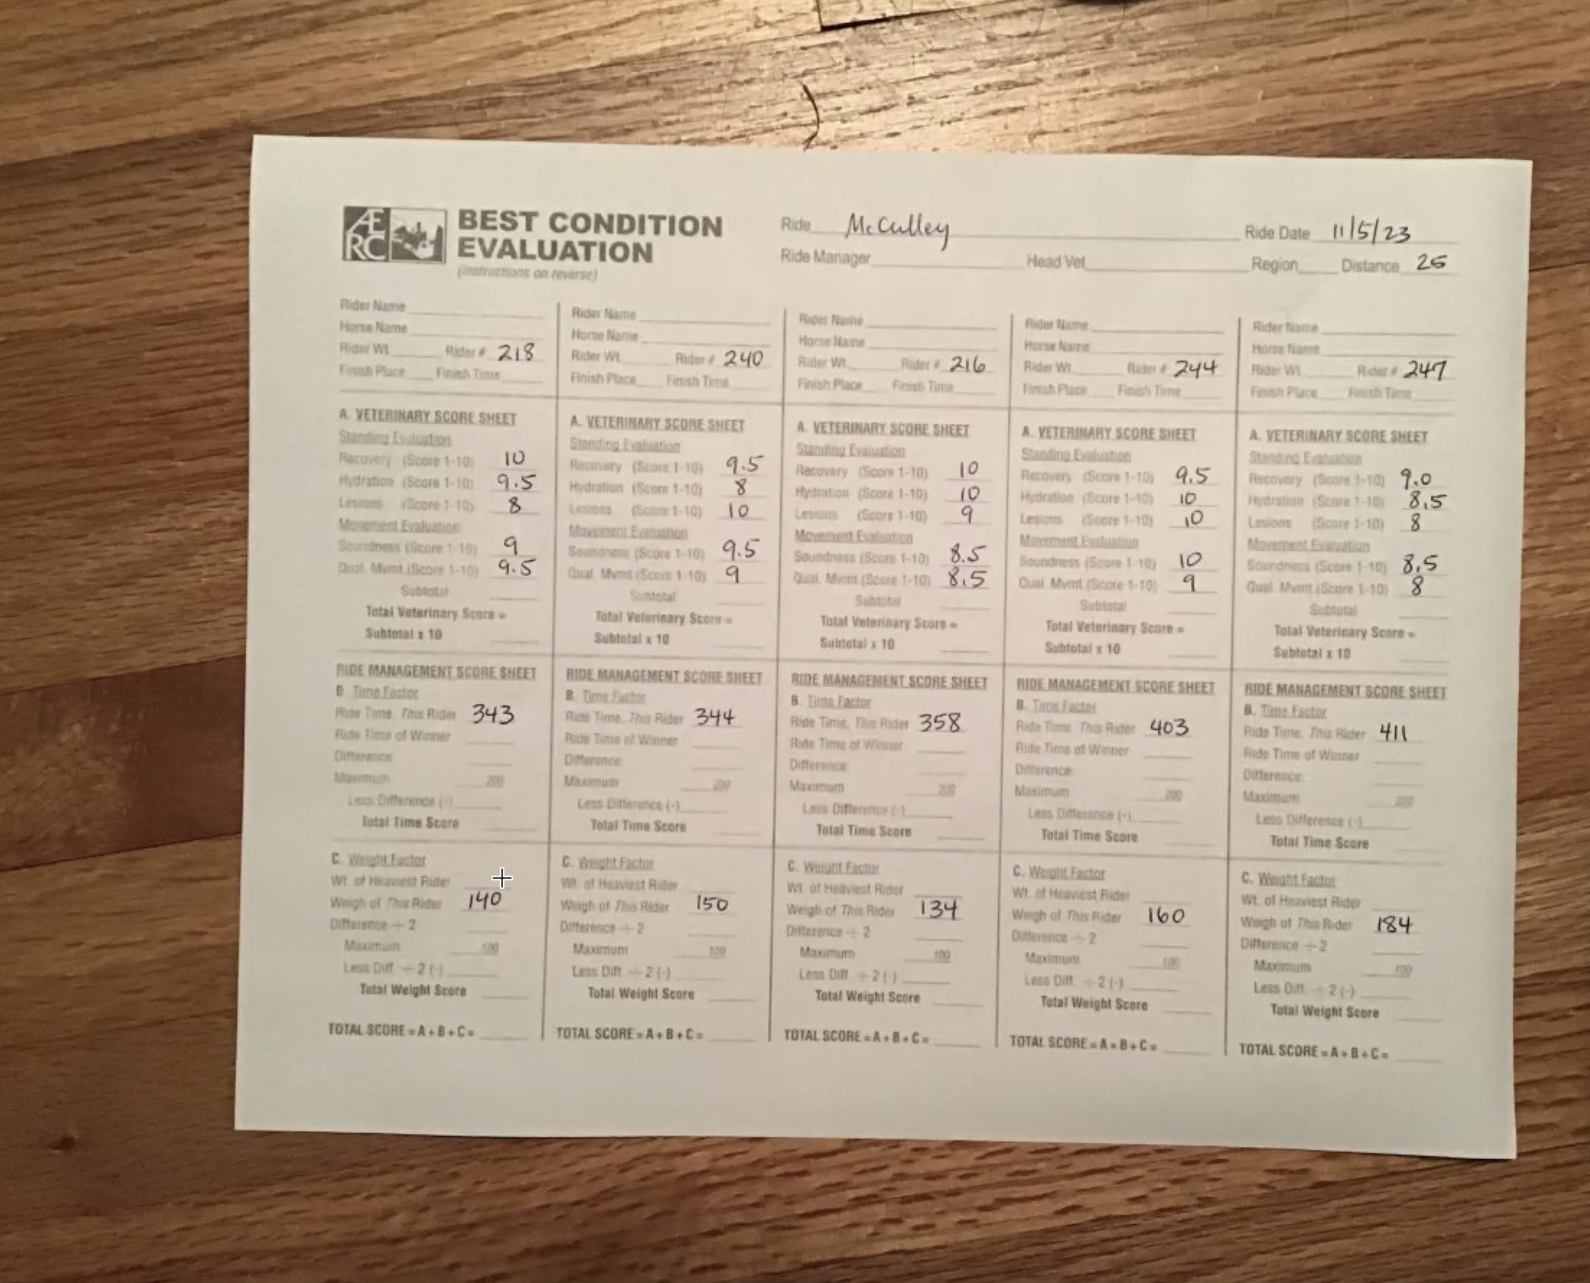 ÆRC
BEST CONDITION
EVALUATION
(instructions on reverse)
Ride McCulley
Ride Date 11/5/23
Ride Manager
Head Vet
Region
Distance 25
Rider Name
Horse Name
Rider Wt. Rider # 218
Finish Place Finish Time
A. VETERINARY SCORE SHEET
Standing Evaluation
Recovery (Score 1-10) 10
Hydration (Score 1-10) 9.5
Lesions (Score 1-10) 8
Movement Evaluation
Soundness (Score 1-10) 9
Qual. Mvmt (Score 1-10) 9.5
Subtotal
Total Veterinary Score =
Subtotal x 10
RIDE MANAGEMENT SCORE SHEET
B. Time Factor
Ride Time, This Rider 343
Ride Time of Winner
Difference:
Maximum 200
Less Difference (-)
Total Time Score
C. Weight Factor
Wt. of Heaviest Rider
Weigh of This Rider 140
Difference ÷ 2
Maximum 100
Less Diff. ÷ 2 (-)
Total Weight Score
TOTAL SCORE = A + B + C =
Rider Name
Horse Name
Rider Wt. Rider # 240
Finish Place Finish Time
A. VETERINARY SCORE SHEET
Standing Evaluation
Recovery (Score 1-10) 9.5
Hydration (Score 1-10) 8
Lesions (Score 1-10) 10
Movement Evaluation
Soundness (Score 1-10) 9.5
Qual. Mvmt (Score 1-10) 9
Subtotal
Total Veterinary Score =
Subtotal x 10
RIDE MANAGEMENT SCORE SHEET
B. Time Factor
Ride Time, This Rider 344
Ride Time of Winner
Difference:
Maximum 200
Less Difference (-)
Total Time Score
C. Weight Factor
Wt. of Heaviest Rider
Weigh of This Rider 150
Difference ÷ 2
Maximum 100
Less Diff. ÷ 2 (-)
Total Weight Score
TOTAL SCORE = A + B + C =
Rider Name
Horse Name
Rider Wt. Rider # 216
Finish Place Finish Time
A. VETERINARY SCORE SHEET
Standing Evaluation
Recovery (Score 1-10) 10
Hydration (Score 1-10) 10
Lesions (Score 1-10) 9
Movement Evaluation
Soundness (Score 1-10) 8.5
Qual. Mvmt (Score 1-10) 8.5
Subtotal
Total Veterinary Score =
Subtotal x 10
RIDE MANAGEMENT SCORE SHEET
B. Time Factor
Ride Time, This Rider 358
Ride Time of Winner
Difference:
Maximum 200
Less Difference (-)
Total Time Score
C. Weight Factor
Wt. of Heaviest Rider
Weigh of This Rider 134
Difference ÷ 2
Maximum 100
Less Diff. ÷ 2 (-)
Total Weight Score
TOTAL SCORE = A + B + C =
Rider Name
Horse Name
Rider Wt. Rider # 244
Finish Place Finish Time
A. VETERINARY SCORE SHEET
Standing Evaluation
Recovery (Score 1-10) 9.5
Hydration (Score 1-10) 10
Lesions (Score 1-10) 10
Movement Evaluation
Soundness (Score 1-10) 10
Qual. Mvmt (Score 1-10) 9
Subtotal
Total Veterinary Score =
Subtotal x 10
RIDE MANAGEMENT SCORE SHEET
B. Time Factor
Ride Time, This Rider 403
Ride Time of Winner
Difference:
Maximum 200
Less Difference (-)
Total Time Score
C. Weight Factor
Wt. of Heaviest Rider
Weigh of This Rider 160
Difference ÷ 2
Maximum 100
Less Diff. ÷ 2 (-)
Total Weight Score
TOTAL SCORE = A + B + C =
Rider Name
Horse Name
Rider Wt. Rider # 247
Finish Place Finish Time
A. VETERINARY SCORE SHEET
Standing Evaluation
Recovery (Score 1-10) 9.0
Hydration (Score 1-10) 8.5
Lesions (Score 1-10) 8
Movement Evaluation
Soundness (Score 1-10) 8.5
Qual. Mvmt (Score 1-10) 8
Subtotal
Total Veterinary Score =
Subtotal x 10
RIDE MANAGEMENT SCORE SHEET
B. Time Factor
Ride Time, This Rider 411
Ride Time of Winner
Difference:
Maximum 200
Less Difference (-)
Total Time Score
C. Weight Factor
Wt. of Heaviest Rider
Weigh of This Rider 184
Difference ÷ 2
Maximum 100
Less Diff. ÷ 2 (-)
Total Weight Score
TOTAL SCORE = A + B + C =